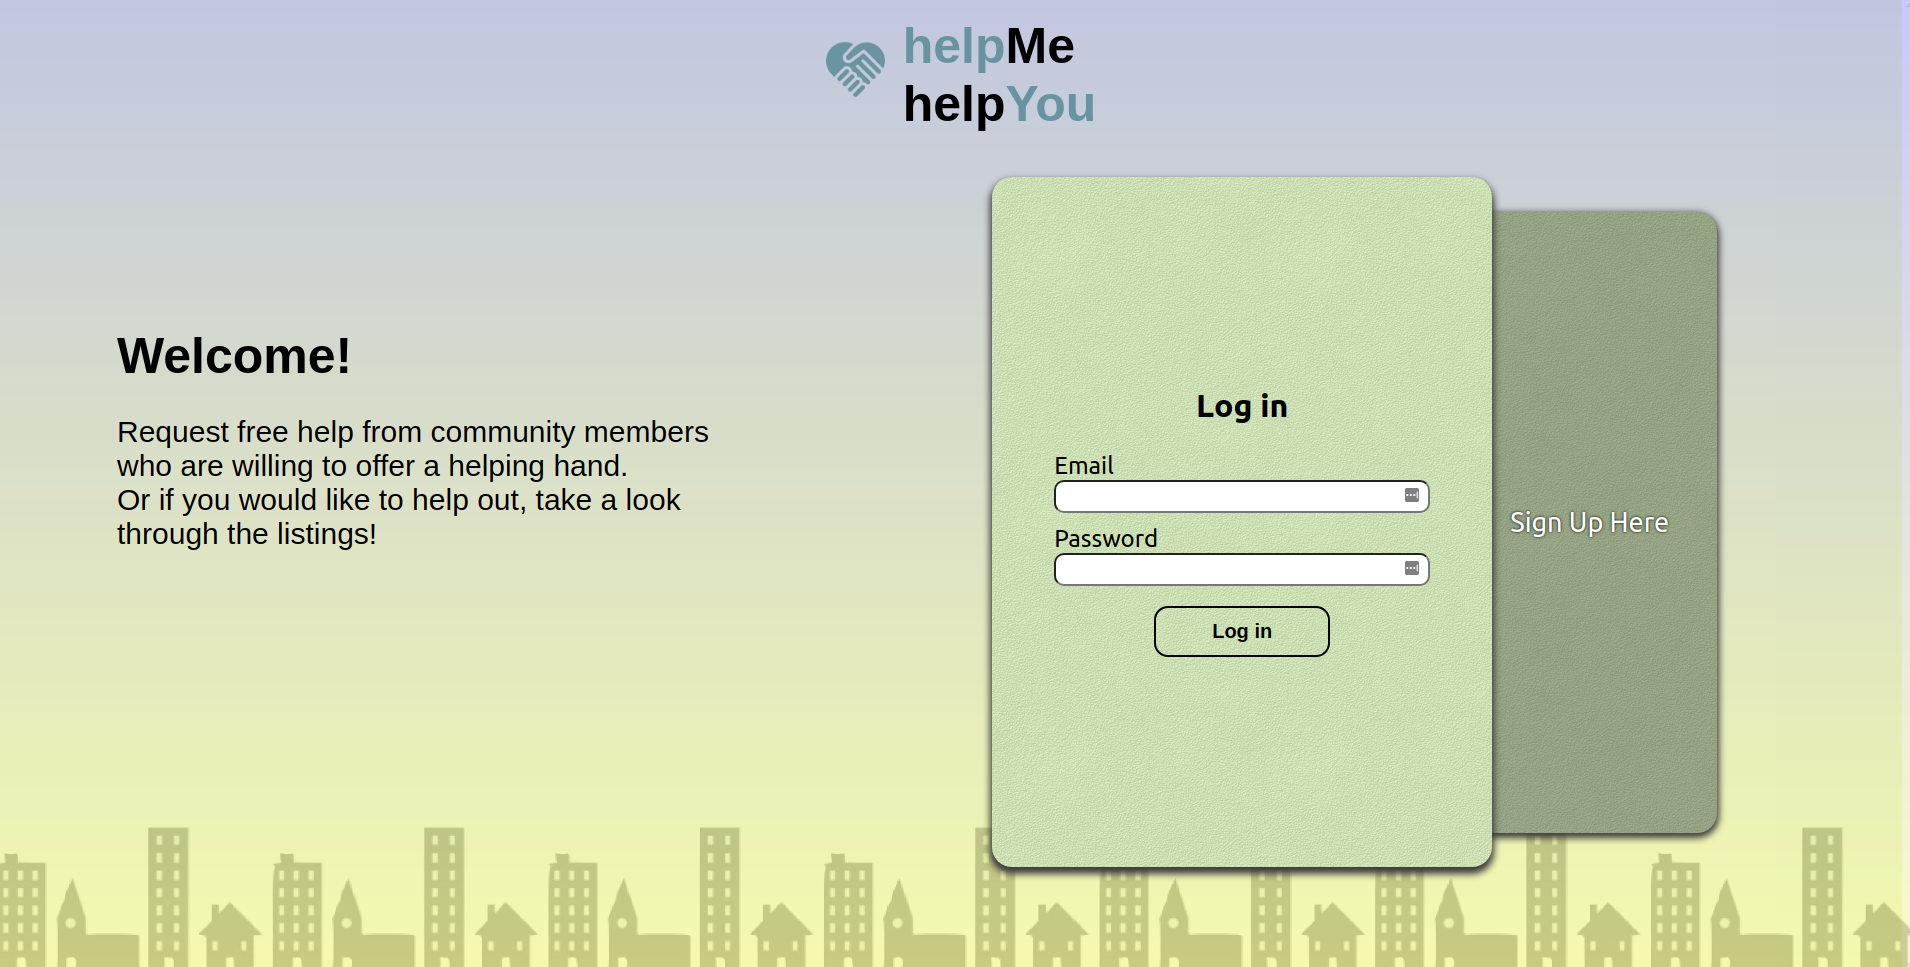 helpMe
helpYou
Welcome!
Request free help from community members
who are willing to offer a helping hand.
Or if you would like to help out, take a look
through the listings!
Log in
Email
Password
Log in
Sign Up Here